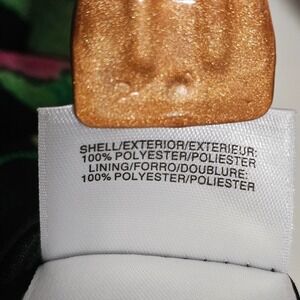 SHELL/EXTERIOR/EXTERIEUR:
100% POLYESTER/POLIESTER
LINING/FORRO/DOUBLURE:
100% POLYESTER/POLIESTER